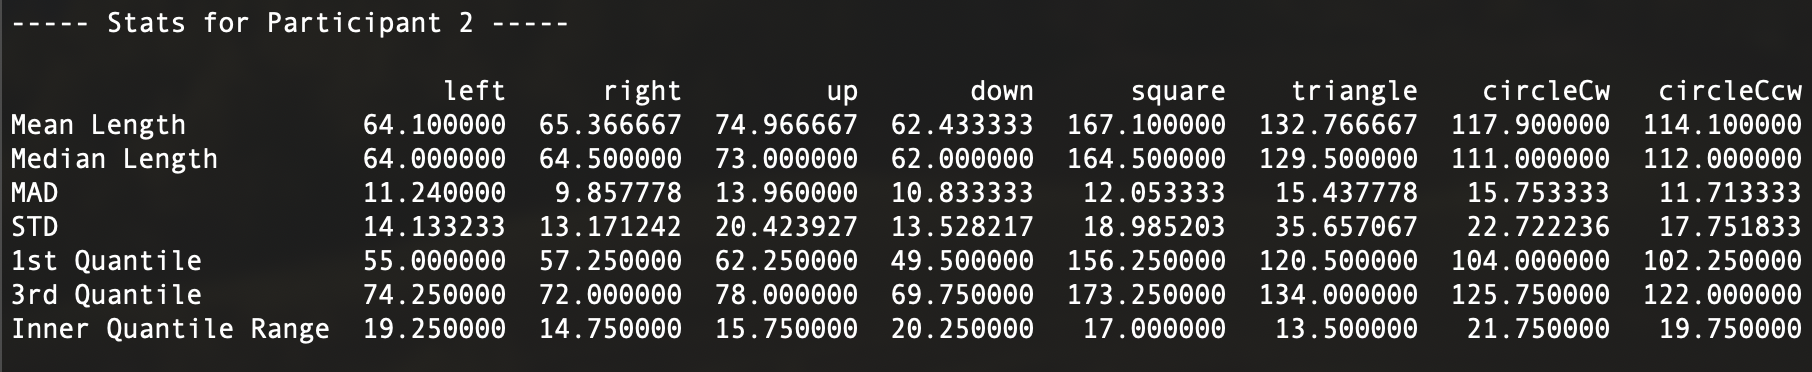 ----- Stats for Participant 2 -----
left right up down square triangle circleCw circleCcw
Mean Length 64.100000 65.366667 74.966667 62.433333 167.100000 132.766667 117.900000 114.100000
Median Length 64.000000 64.500000 73.000000 62.000000 164.500000 129.500000 111.000000 112.000000
MAD 11.240000 9.857778 13.960000 10.833333 12.053333 15.437778 15.753333 11.713333
STD 14.133233 13.171242 20.423927 13.528217 18.985203 35.657067 22.722236 17.751833
1st Quantile 55.000000 57.250000 62.250000 49.500000 156.250000 120.500000 104.000000 102.250000
3rd Quantile 74.250000 72.000000 78.000000 69.750000 173.250000 134.000000 125.750000 122.000000
Inner Quantile Range 19.250000 14.750000 15.750000 20.250000 17.000000 13.500000 21.750000 19.750000